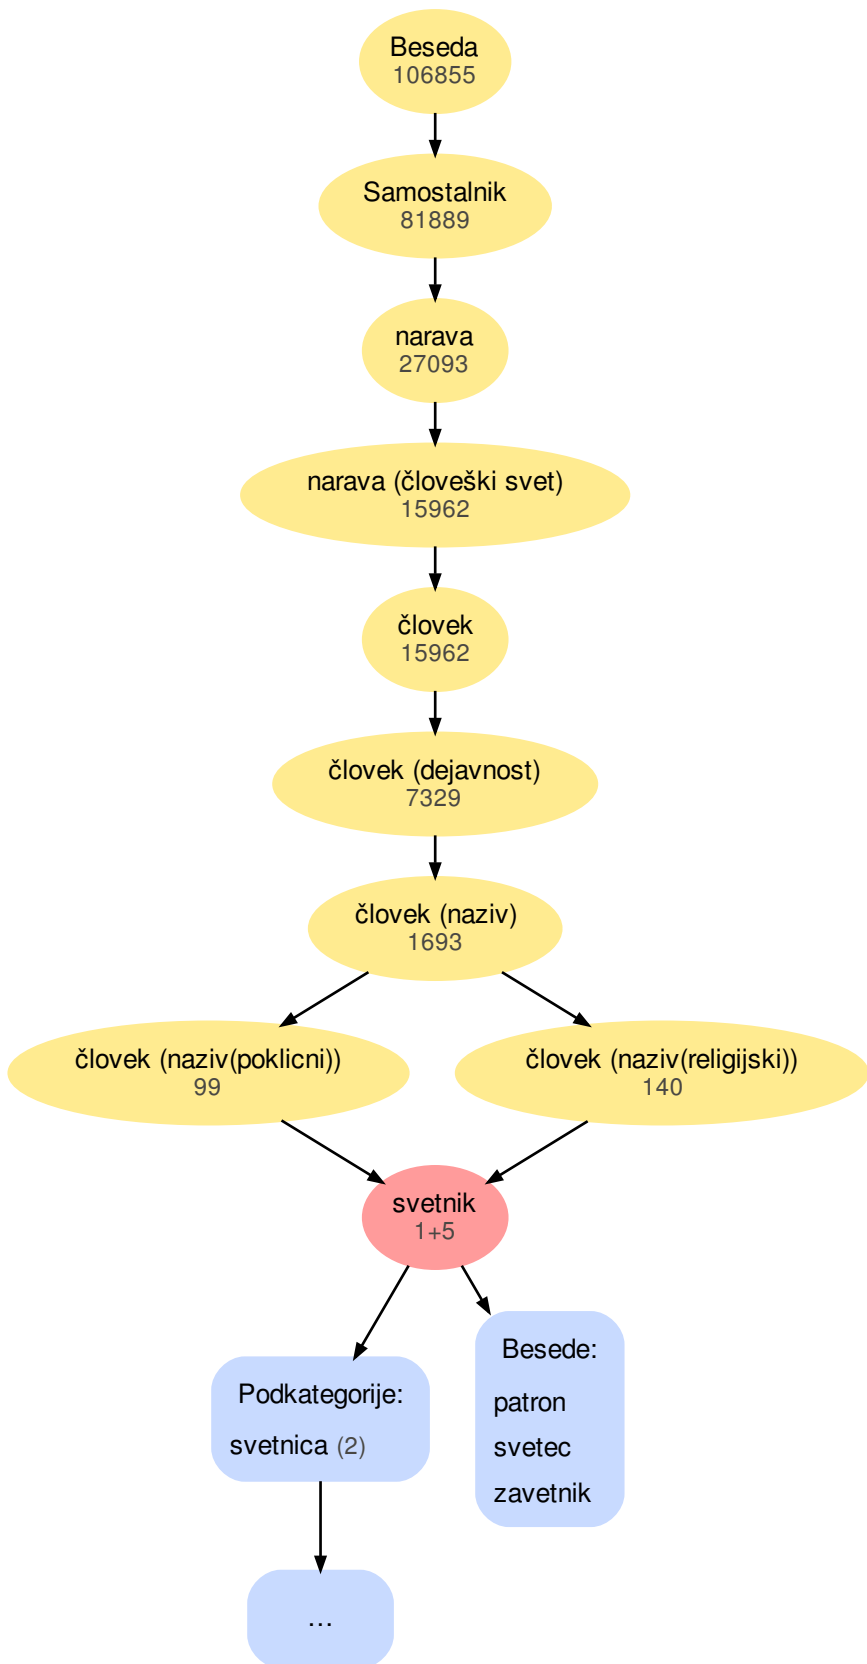 Beseda
106855
Samostalnik
81889
narava
27093
narava (človeški svet)
15962
človek
15962
človek (dejavnost)
7329
človek (naziv)
1693
človek (naziv(poklicni))
99
človek (naziv(religijski))
140
svetnik
1+5
Podkategorije:
svetnica (2)
Besede:
patron
svetec
zavetnik
…